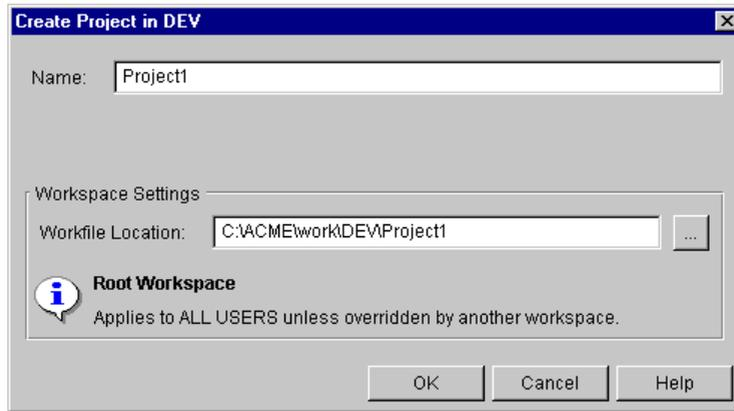 Create Project in DEV
Name: Project1
Workspace Settings
Workfile Location: C:\ACME\work\DEV\Project1 ...
Root Workspace
Applies to ALL USERS unless overridden by another workspace.
OK Cancel Help